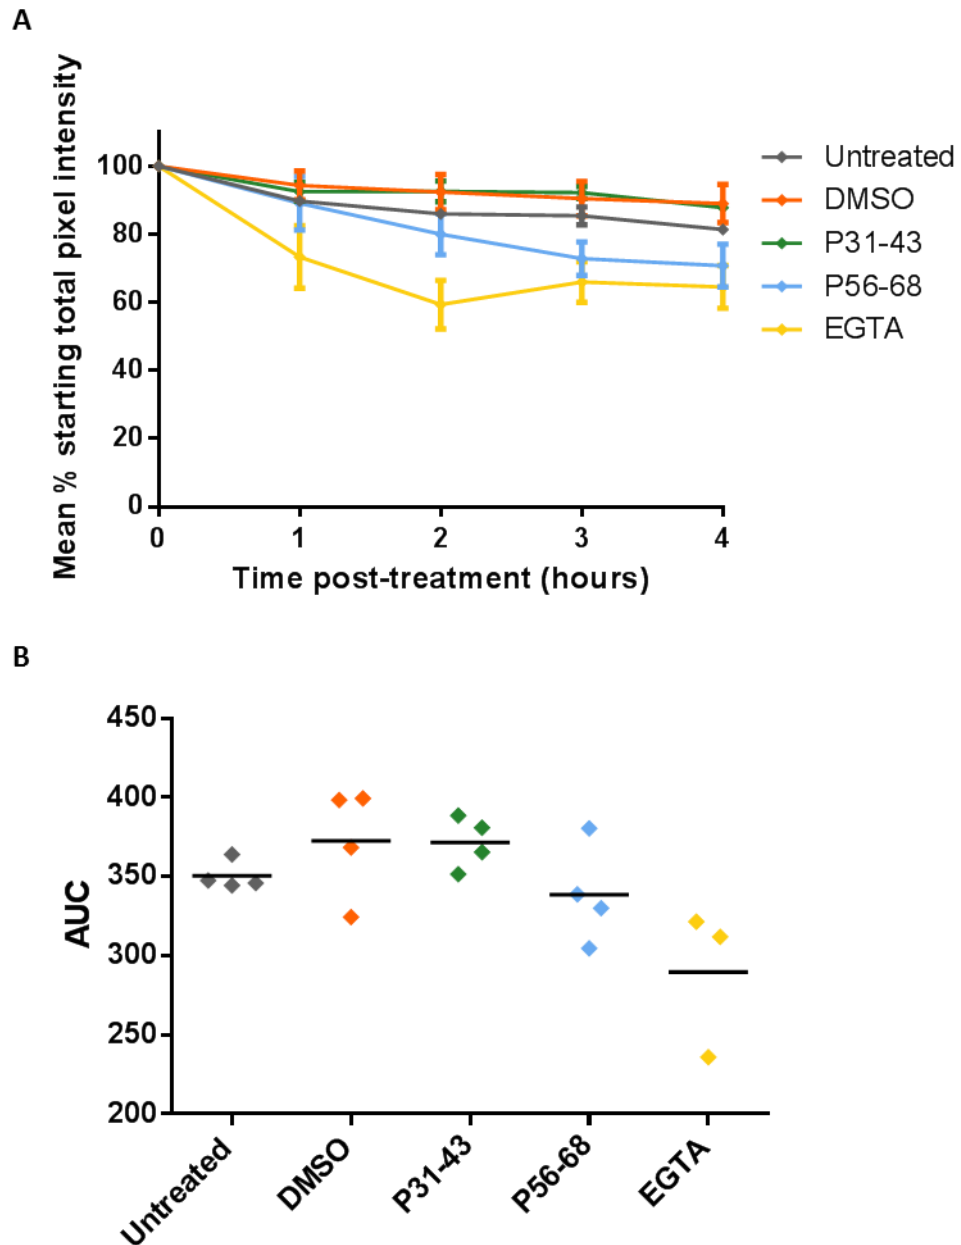 A
Mean % starting total pixel intensity
100
80
60
40
20
0
0 1 2 3 4
Time post-treatment (hours)
Untreated
DMSO
P31-43
P56-68
EGTA
B
AUC
450
400
350
300
250
200
Untreated DMSO P31-43 P56-68 EGTA